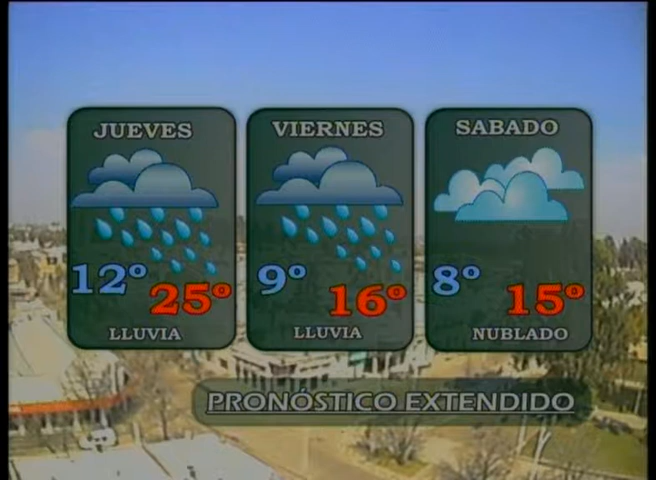 JUEVES
12º 25º
LLUVIA
VIERNES
9º 16º
LLUVIA
SABADO
8º 15º
NUBLADO
PRONÓSTICO EXTENDIDO